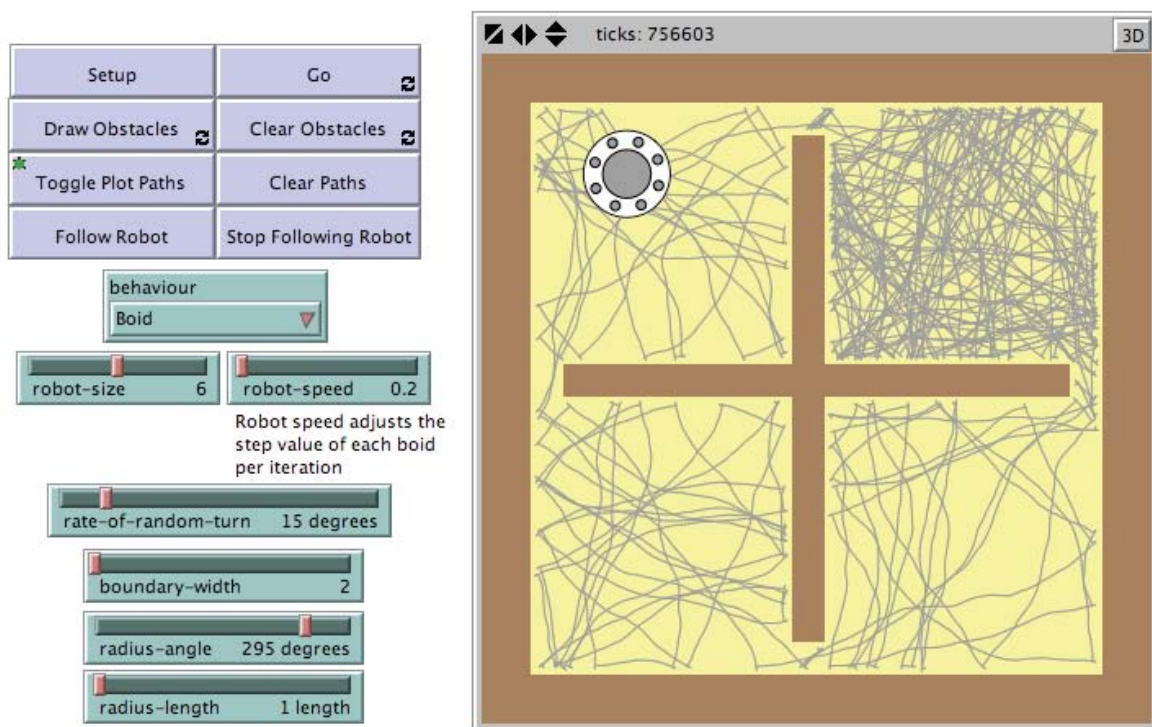 ticks: 756603
3D
Setup
Go
Draw Obstacles
Clear Obstacles
Toggle Plot Paths
Clear Paths
Follow Robot
Stop Following Robot
behaviour
Boid
robot-size 6
robot-speed 0.2
Robot speed adjusts the
step value of each boid
per iteration
rate-of-random-turn 15 degrees
boundary-width 2
radius-angle 295 degrees
radius-length 1 length